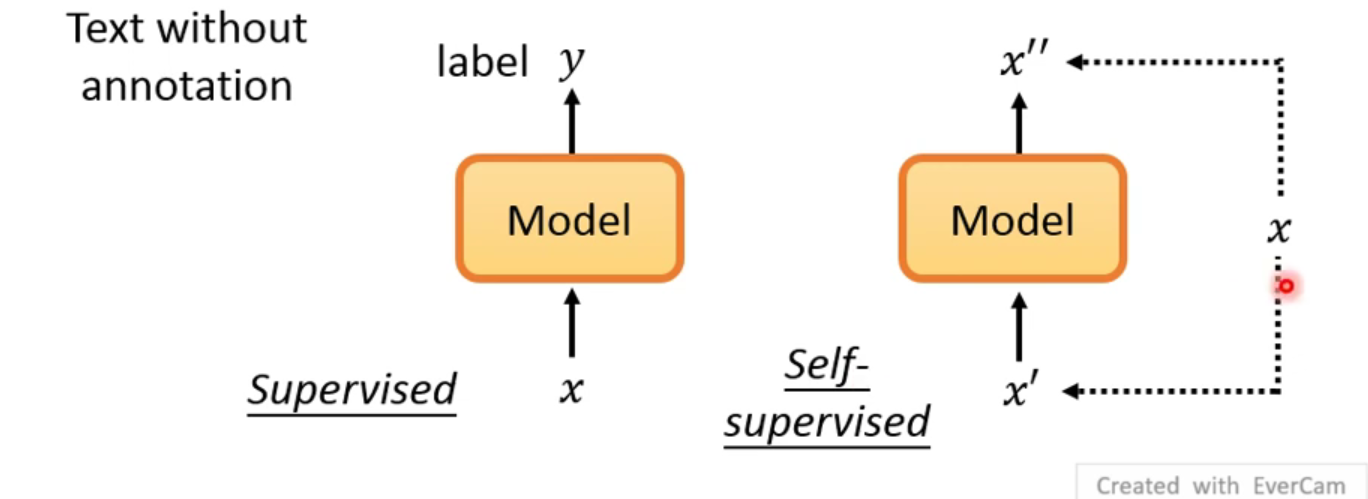 Text without
annotation
label y
Model
x
Supervised
x′′
Model
x
x′
Self-
supervised
Created with EverCam